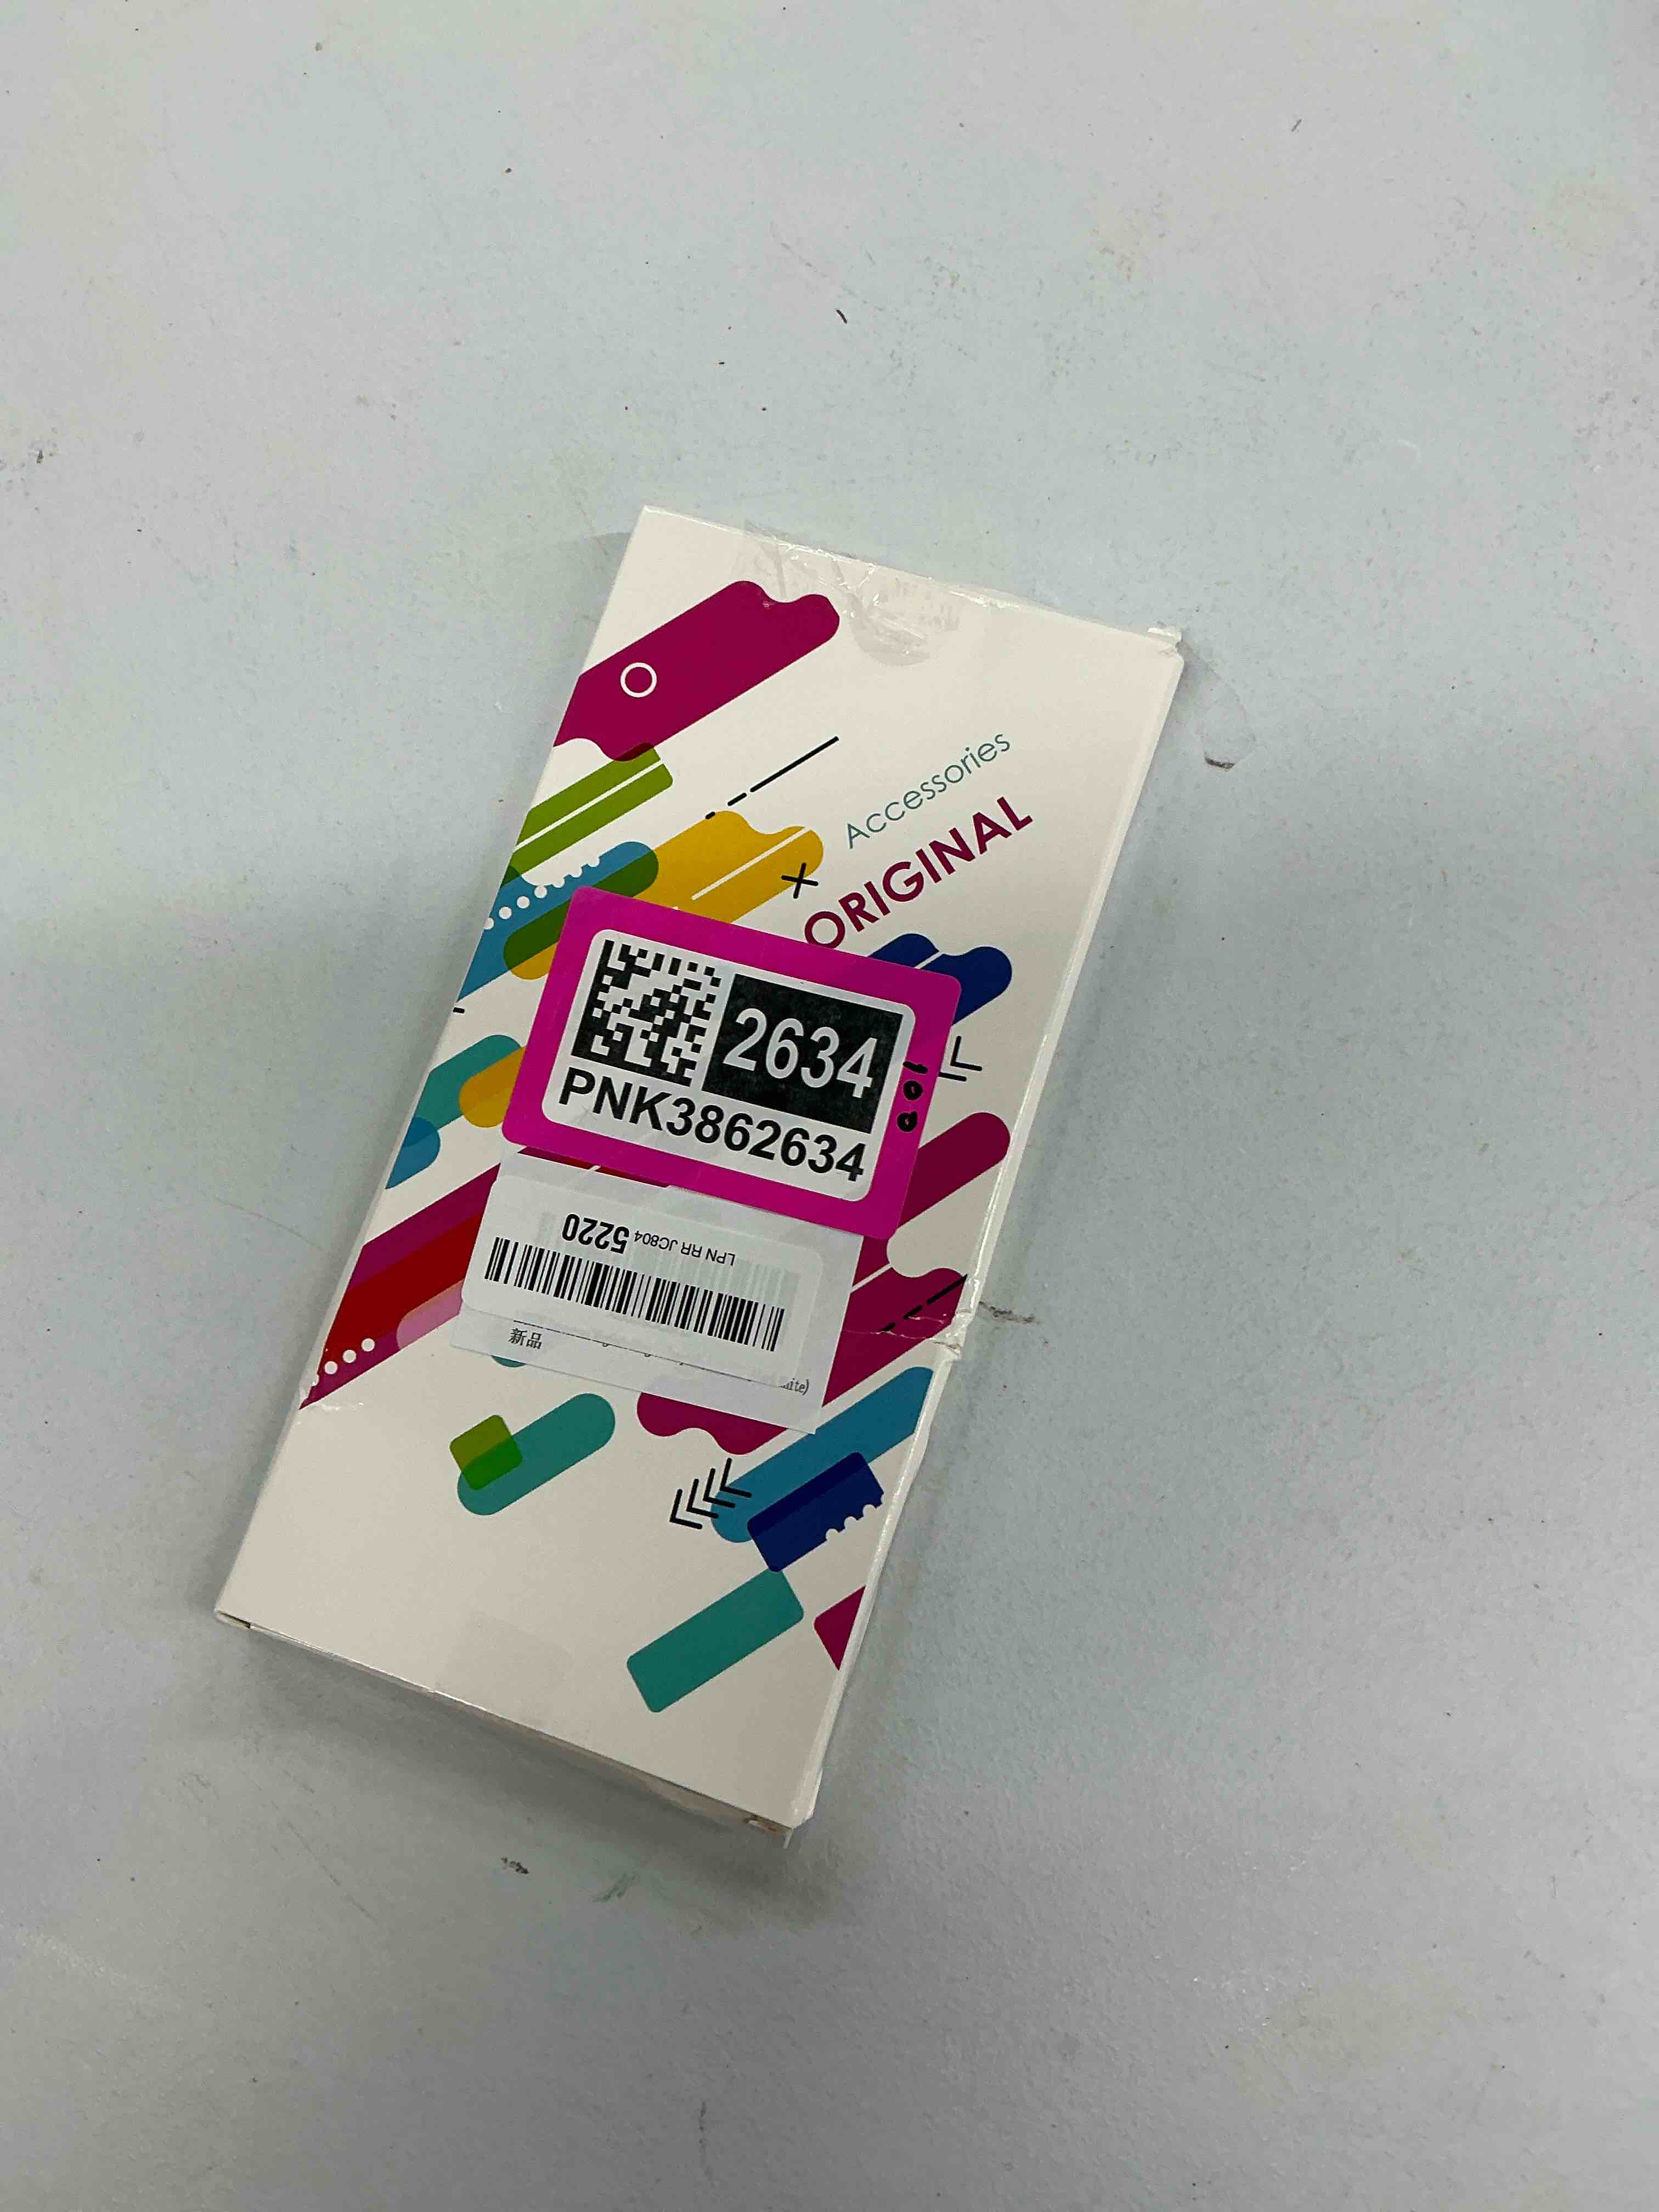 Accessories
ORIGINAL
2634
PNK3862634
LPN RR JC804 5220
新品